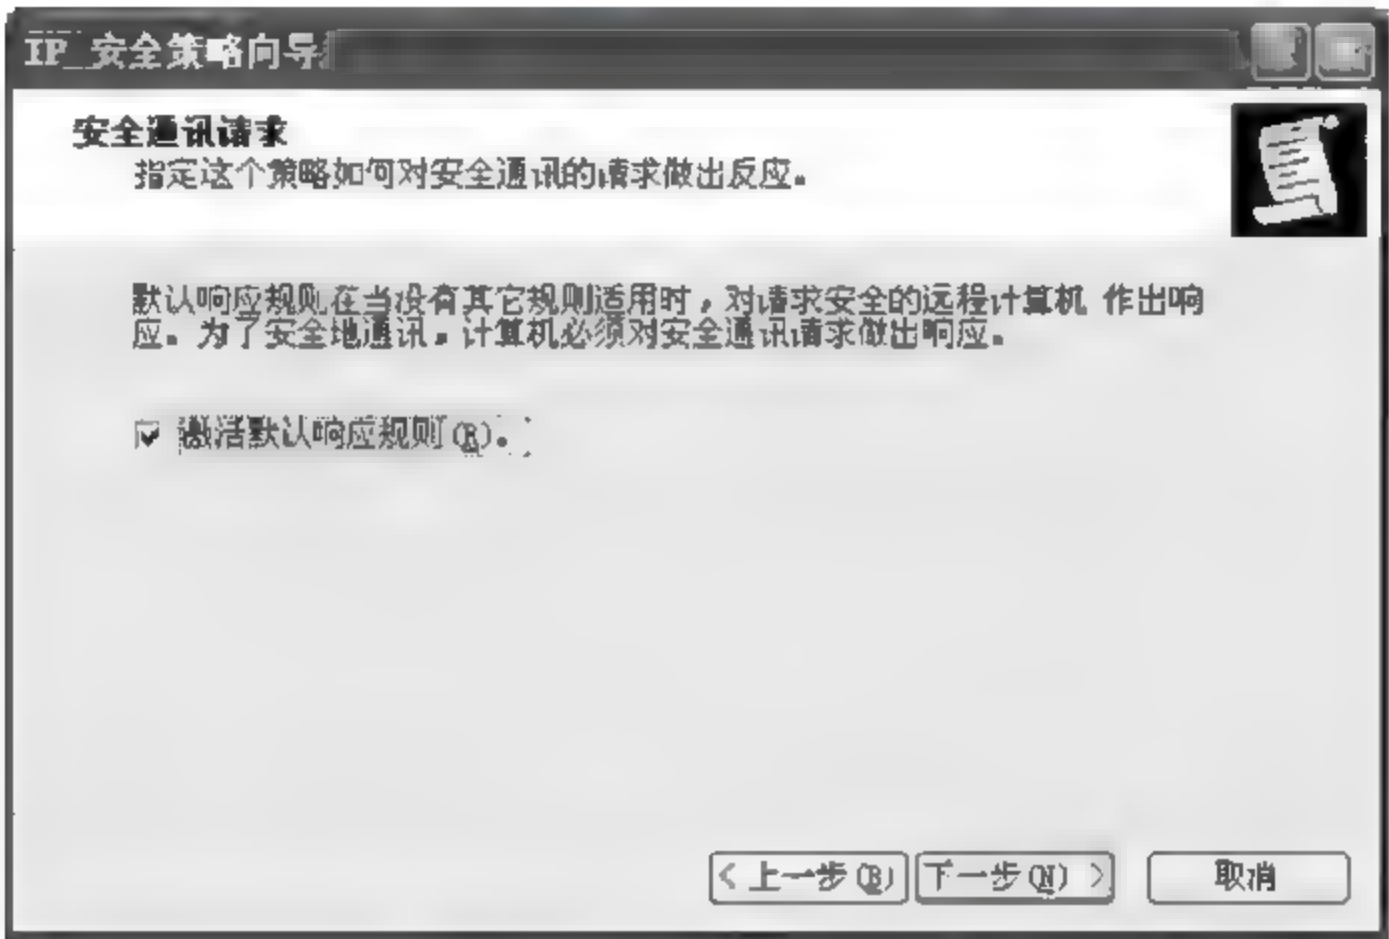 IP 安全策略向导
安全通讯请求
指定这个策略如何对安全通讯的请求做出反应。
默认响应规则在当没有其它规则适用时，对请求安全的远程计算机 作出响
应。为了安全地通讯，计算机必须对安全通讯请求做出响应。
激活默认响应规则(R)。
< 上一步(B)
下一步(N) >
取消